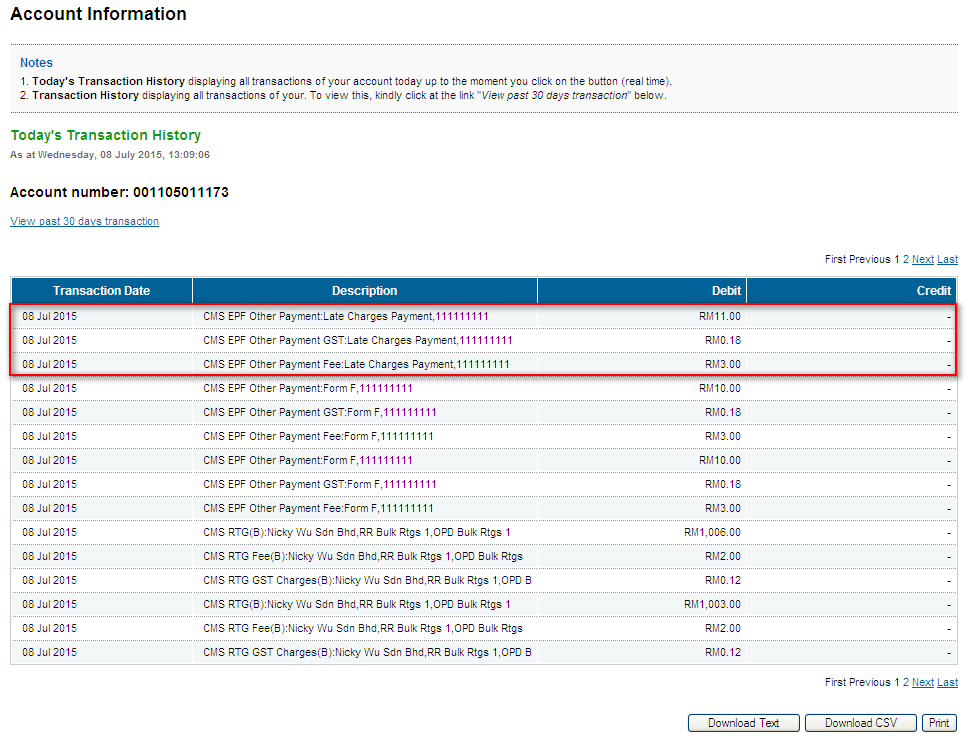 Account Information
Notes
1. Today's Transaction History displaying all transactions of your account today up to the moment you click on the button (real time).
2. Transaction History displaying all transactions of your. To view this, kindly click at the link "View past 30 days transaction" below.
Today's Transaction History
As at Wednesday, 08 July 2015, 13:09:06
Account number: 001105011173
View past 30 days transaction
First Previous 1 2 Next Last
Transaction Date Description Debit Credit
08 Jul 2015 CMS EPF Other Payment:Late Charges Payment,111111111 RM11.00 -
08 Jul 2015 CMS EPF Other Payment GST:Late Charges Payment,111111111 RM0.18 -
08 Jul 2015 CMS EPF Other Payment Fee:Late Charges Payment,111111111 RM3.00 -
08 Jul 2015 CMS EPF Other Payment:Form F,111111111 RM10.00 -
08 Jul 2015 CMS EPF Other Payment GST:Form F,111111111 RM0.18 -
08 Jul 2015 CMS EPF Other Payment Fee:Form F,111111111 RM3.00 -
08 Jul 2015 CMS EPF Other Payment:Form F,111111111 RM10.00 -
08 Jul 2015 CMS EPF Other Payment GST:Form F,111111111 RM0.18 -
08 Jul 2015 CMS EPF Other Payment Fee:Form F,111111111 RM3.00 -
08 Jul 2015 CMS RTG(B):Nicky Wu Sdn Bhd,RR Bulk Rtgs 1,OPD Bulk Rtgs 1 RM1,006.00 -
08 Jul 2015 CMS RTG Fee(B):Nicky Wu Sdn Bhd,RR Bulk Rtgs 1,OPD Bulk Rtgs RM2.00 -
08 Jul 2015 CMS RTG GST Charges(B):Nicky Wu Sdn Bhd,RR Bulk Rtgs 1,OPD B RM0.12 -
08 Jul 2015 CMS RTG(B):Nicky Wu Sdn Bhd,RR Bulk Rtgs 1,OPD Bulk Rtgs 1 RM1,003.00 -
08 Jul 2015 CMS RTG Fee(B):Nicky Wu Sdn Bhd,RR Bulk Rtgs 1,OPD Bulk Rtgs RM2.00 -
08 Jul 2015 CMS RTG GST Charges(B):Nicky Wu Sdn Bhd,RR Bulk Rtgs 1,OPD B RM0.12 -
First Previous 1 2 Next Last
Download Text Download CSV Print